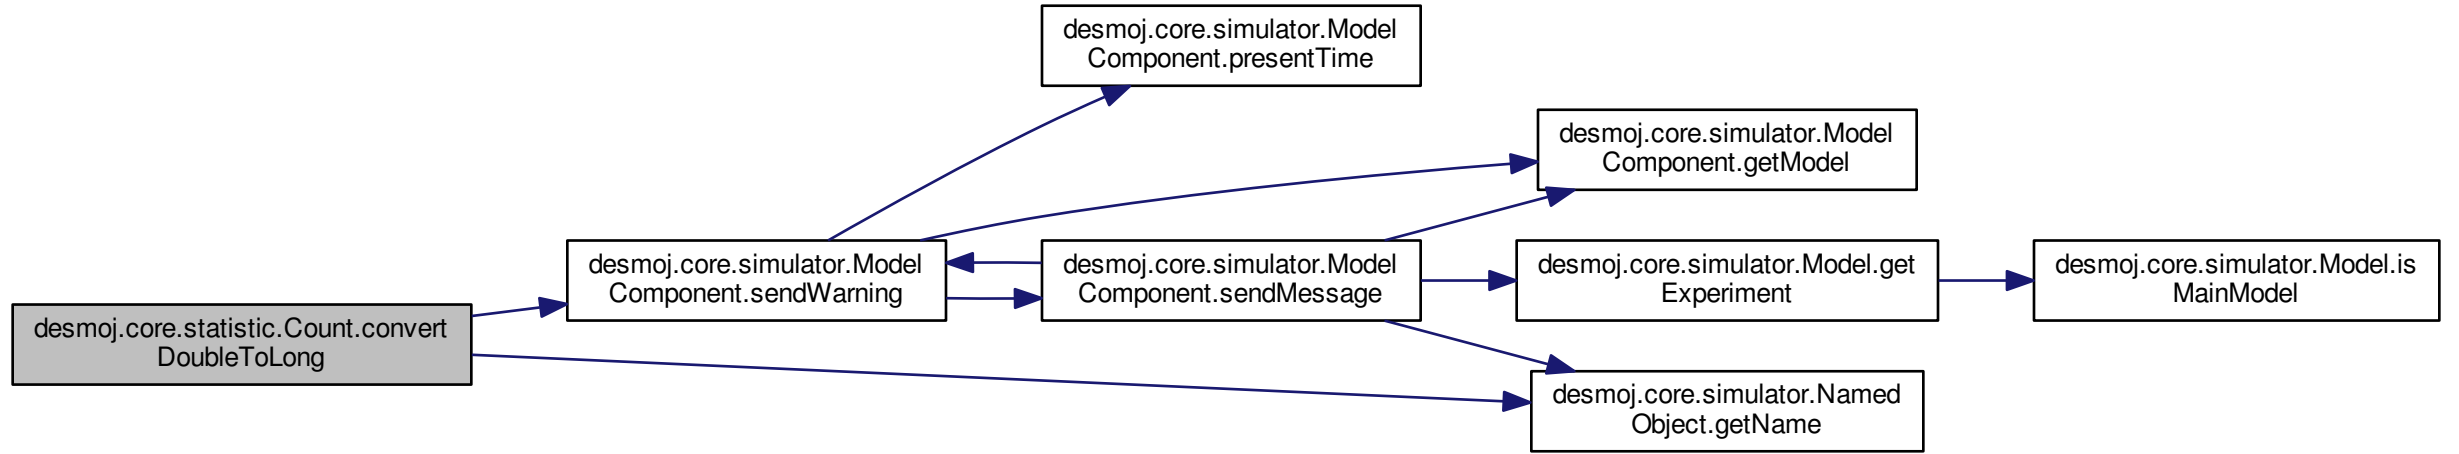 desmoj.core.statistic.Count.convert
DoubleToLong
desmoj.core.simulator.Model
Component.sendWarning
desmoj.core.simulator.Model
Component.presentTime
desmoj.core.simulator.Model
Component.getModel
desmoj.core.simulator.Model
Component.sendMessage
desmoj.core.simulator.Model.get
Experiment
desmoj.core.simulator.Model.is
MainModel
desmoj.core.simulator.Named
Object.getName